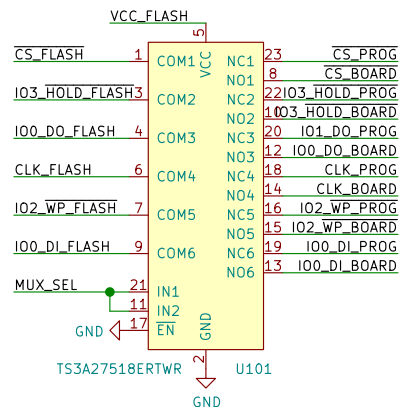 VCC_FLASH
5
CS_FLASH 1 COM1 VCC NC1 23 CS_PROG
NO1 8 CS_BOARD
IO3_HOLD_FLASH 3 COM2 NC2 22 IO3_HOLD_PROG
NO2 10 IO3_HOLD_BOARD
IO0_DO_FLASH 4 COM3 NC3 20 IO1_DO_PROG
NO3 12 IO0_DO_BOARD
CLK_FLASH 6 COM4 NC4 18 CLK_PROG
NO4 14 CLK_BOARD
IO2_WP_FLASH 7 COM5 NC5 16 IO2_WP_PROG
NO5 15 IO2_WP_BOARD
IO0_DI_FLASH 9 COM6 NC6 19 IO0_DI_PROG
NO6 13 IO0_DI_BOARD
MUX_SEL 21 IN1
11 IN2
GND 17 EN GND
2
TS3A27518ERTWR U101
GND